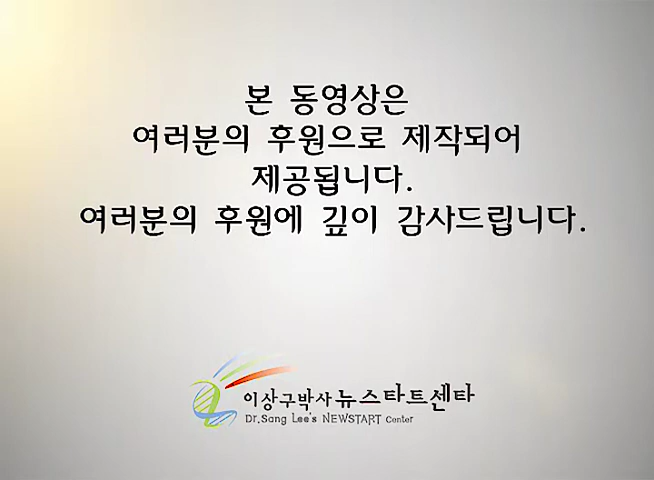 본 동영상은
여러분의 후원으로 제작되어
제공됩니다.
여러분의 후원에 깊이 감사드립니다.
이상구박사 뉴스타트센타
Dr.Sang Lee's NEWSTART Center